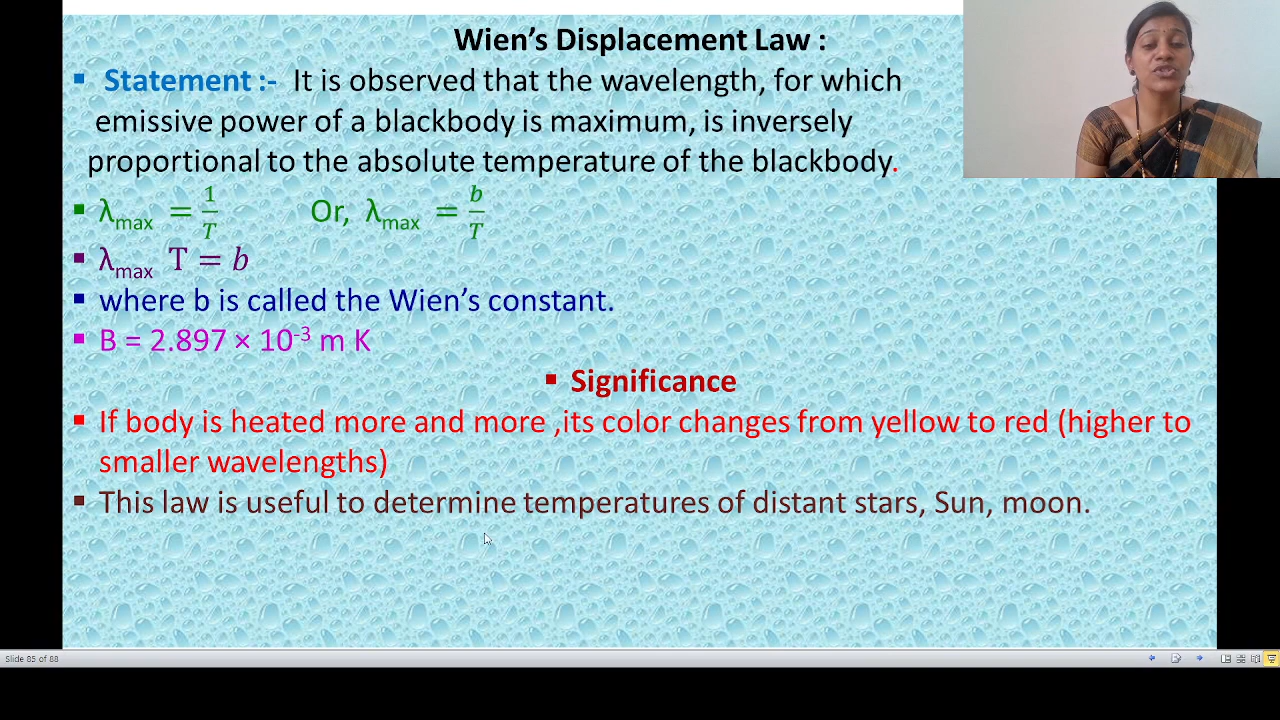 Wien’s Displacement Law :
▪ Statement :- It is observed that the wavelength, for which
emissive power of a blackbody is maximum, is inversely
proportional to the absolute temperature of the blackbody.
▪ λmax = 1/T Or, λmax = b/T
▪ λmax T = b
▪ where b is called the Wien’s constant.
▪ B = 2.897 × 10⁻³ m K
▪ Significance
▪ If body is heated more and more ,its color changes from yellow to red (higher to
smaller wavelengths)
▪ This law is useful to determine temperatures of distant stars, Sun, moon.
Slide 85 of 88